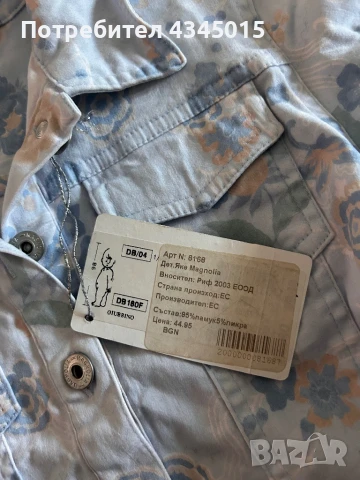 Потребител 4345015
DB/04
Арт N: 8168
Дет.Яке Magnolia
Вносител: Риф 2003 ЕООД
Страна произход:ЕС
Производител:ЕС
DB180F
Състав:95%памук5%ликра
Цена: 44.95
BGN
BAZAR